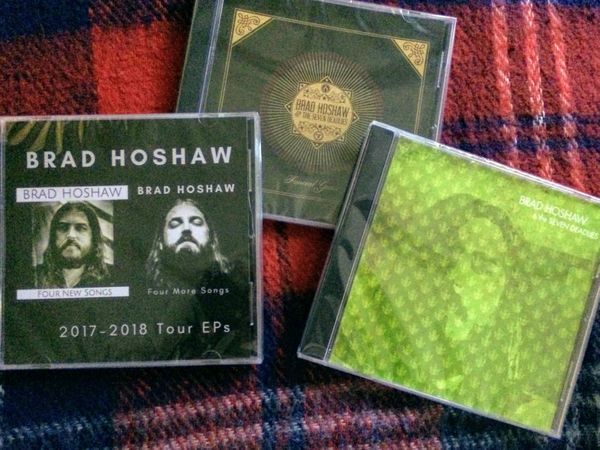 BRAD HOSHAW
& THE SEVEN DEADLIES
BRAD HOSHAW
BRAD HOSHAW
FOUR NEW SONGS
BRAD HOSHAW
Four More Songs
2017-2018 Tour EPs
BRAD HOSHAW
& the SEVEN DEADLIES